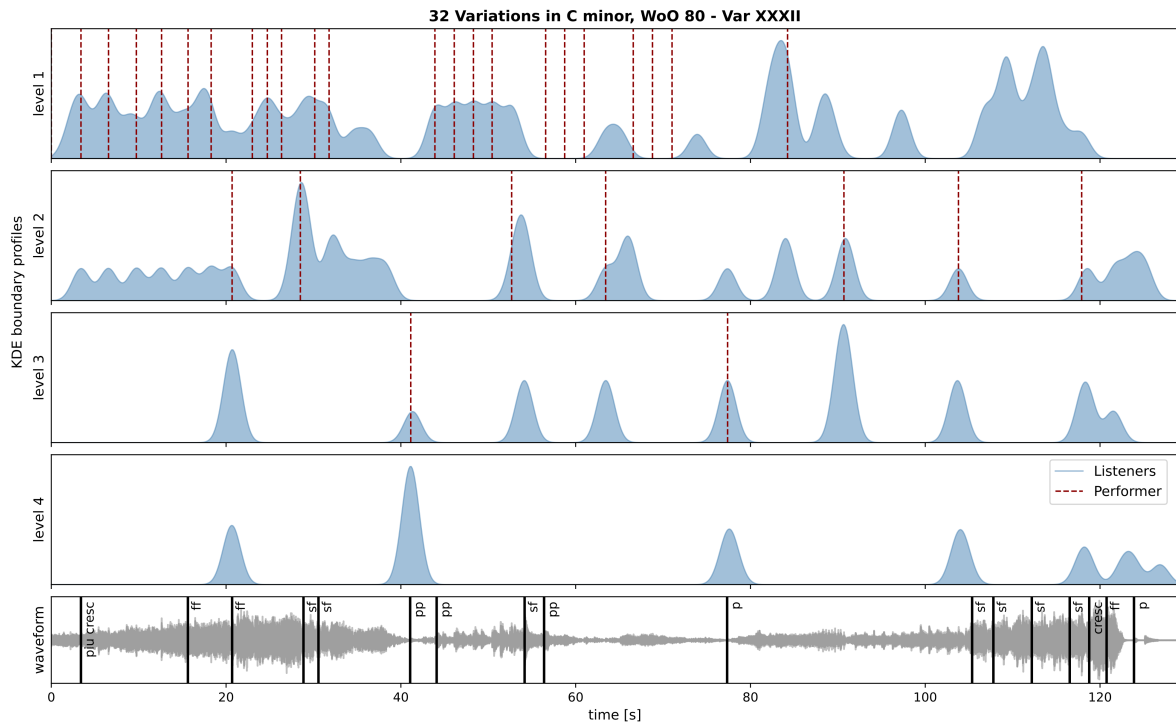 32 Variations in C minor, WoO 80 - Var XXXII
KDE boundary profiles
level 1
level 2
level 3
level 4
Listeners
Performer
waveform
piu cresc
ff
ff
sf
sf
pp
pp
sf
pp
p
sf
sf
sf
sf
cresc
ff
p
0 20 40 60 80 100 120
time [s]